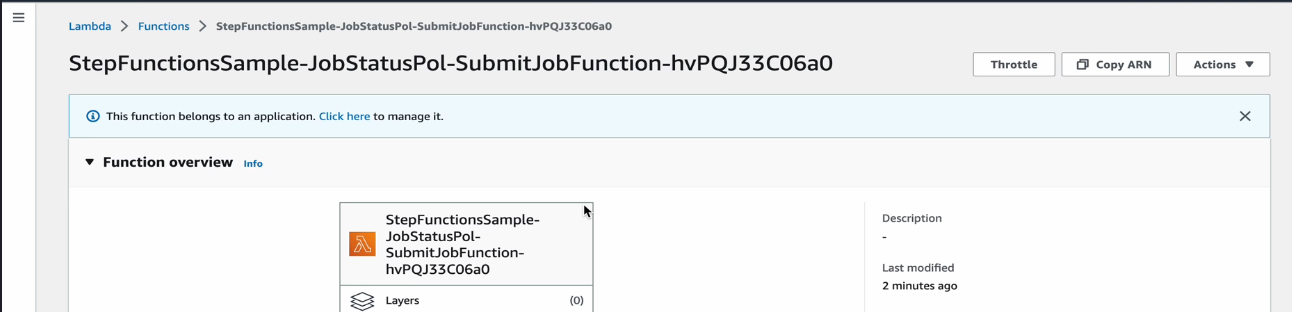 Lambda > Functions > StepFunctionsSample-JobStatusPol-SubmitJobFunction-hvPQJ33C06a0
StepFunctionsSample-JobStatusPol-SubmitJobFunction-hvPQJ33C06a0
Throttle
Copy ARN
Actions
This function belongs to an application. Click here to manage it.
Function overview Info
StepFunctionsSample-
JobStatusPol-
SubmitJobFunction-
hvPQJ33C06a0
Layers (0)
Description
-
Last modified
2 minutes ago